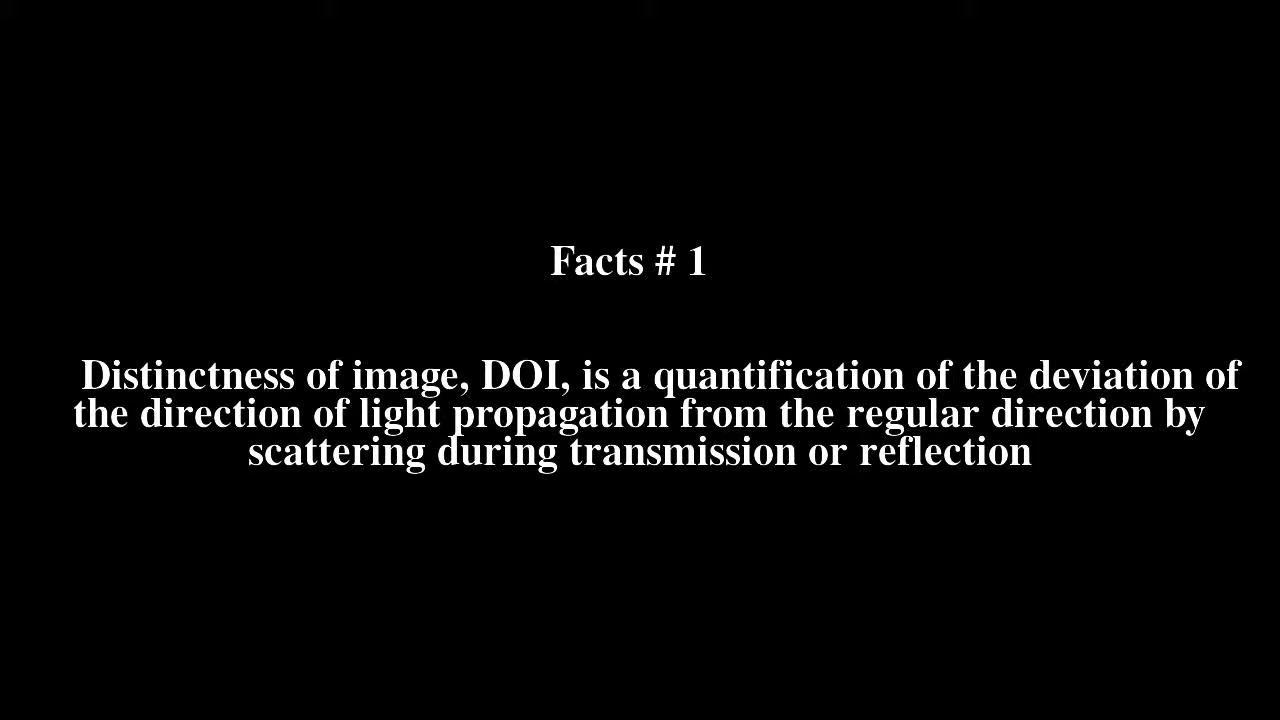 Facts # 1
Distinctness of image, DOI, is a quantification of the deviation of
the direction of light propagation from the regular direction by
scattering during transmission or reflection